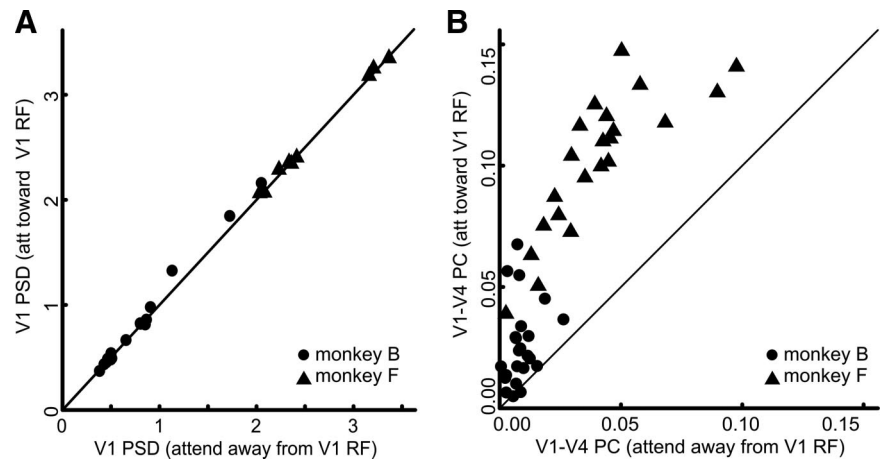 A
V1 PSD (att toward V1 RF)
3
2
1
0
0
1
2
3
V1 PSD (attend away from V1 RF)
monkey B
monkey F
B
V1-V4 PC (att toward V1 RF)
0.15
0.10
0.05
0.00
0.00
0.05
0.10
0.15
V1-V4 PC (attend away from V1 RF)
monkey B
monkey F